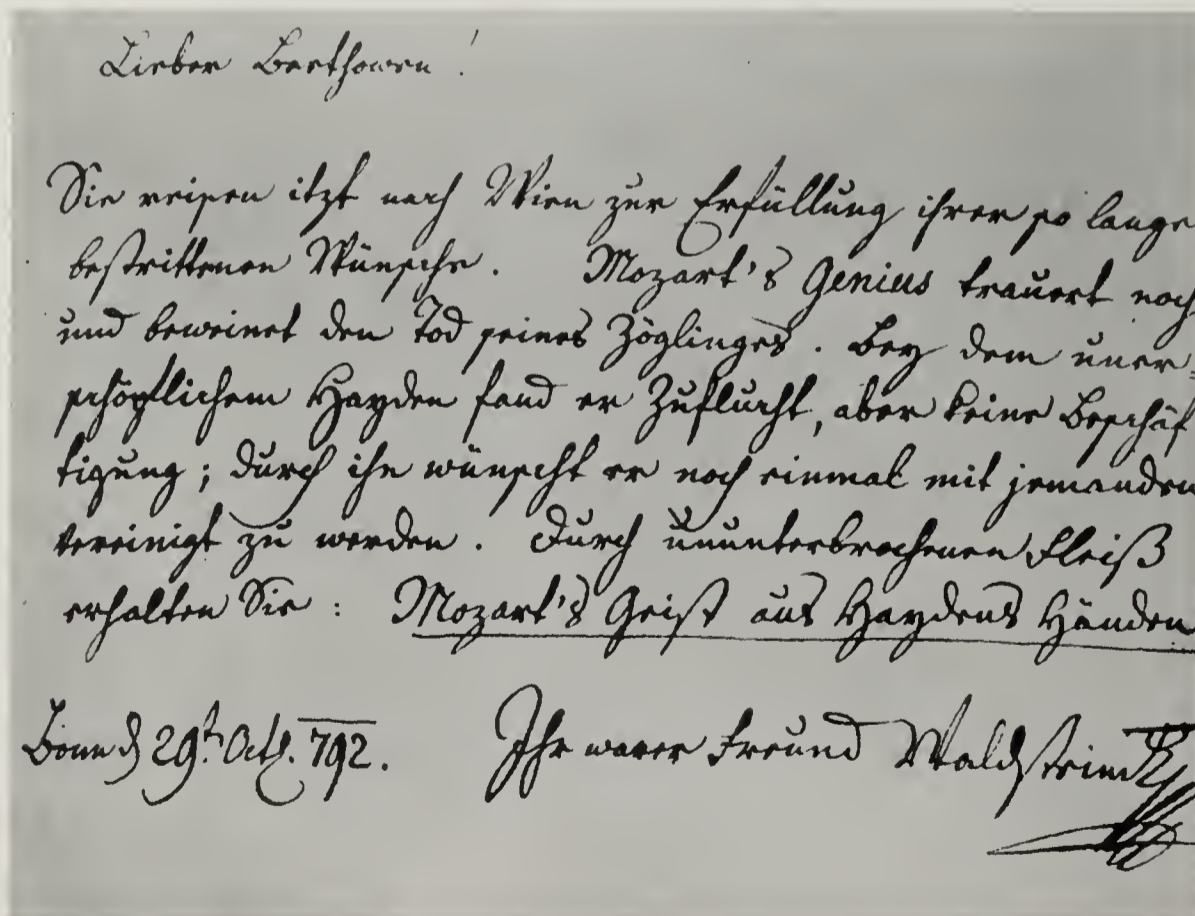 Lieber Beethowen!
Sie reisen itzt nach Wien zur Erfüllung ihrer so lange
bestrittenen Wünsche. Mozart's Genius trauert noch
und beweinet den Tod seines Zöglinges. Bey dem uner=
schöpflichem Hayden fand er Zuflucht, aber keine Beschäf
tigung; durch ihn wünscht er noch einmal mit jemanden
vereinigt zu werden. Durch ununterbrochenen Fleiß
erhalten Sie: Mozart's Geist aus Haydens Händen
Bonn d 29t. Oct. 792. Ihr warer Freund Waldstein